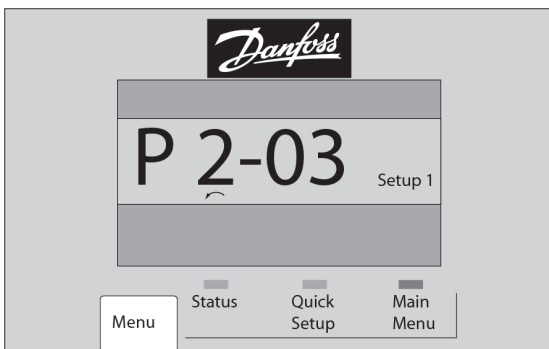 Danfoss
P 2-03
Setup 1
Status
Quick
Setup
Main
Menu
Menu